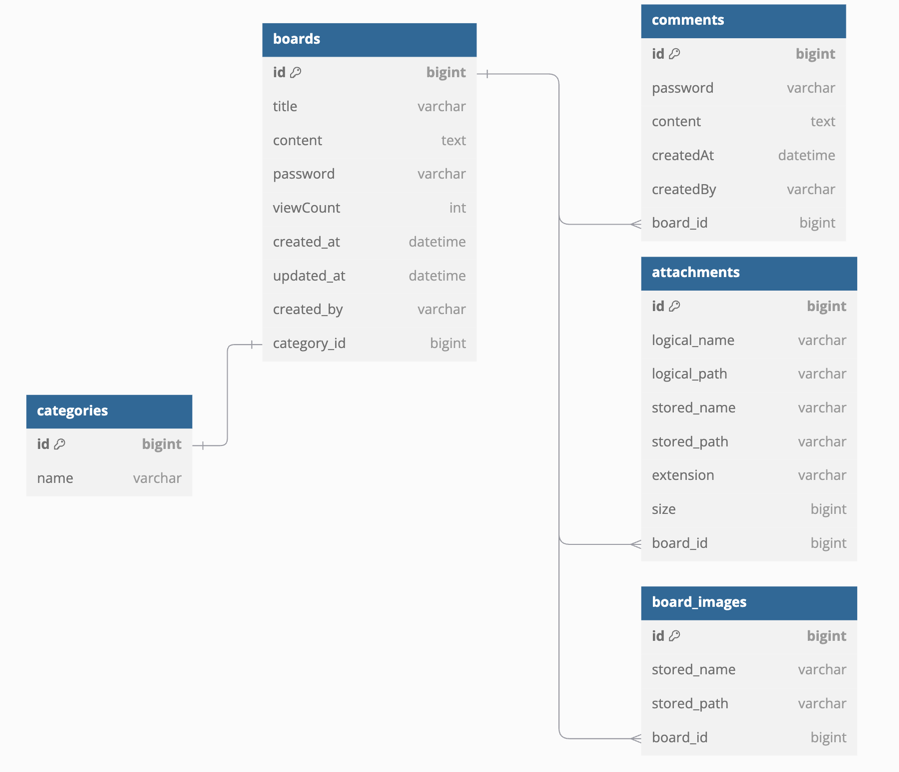 boards
id bigint
title varchar
content text
password varchar
viewCount int
created_at datetime
updated_at datetime
created_by varchar
category_id bigint
categories
id bigint
name varchar
comments
id bigint
password varchar
content text
createdAt datetime
createdBy varchar
board_id bigint
attachments
id bigint
logical_name varchar
logical_path varchar
stored_name varchar
stored_path varchar
extension varchar
size bigint
board_id bigint
board_images
id bigint
stored_name varchar
stored_path varchar
board_id bigint